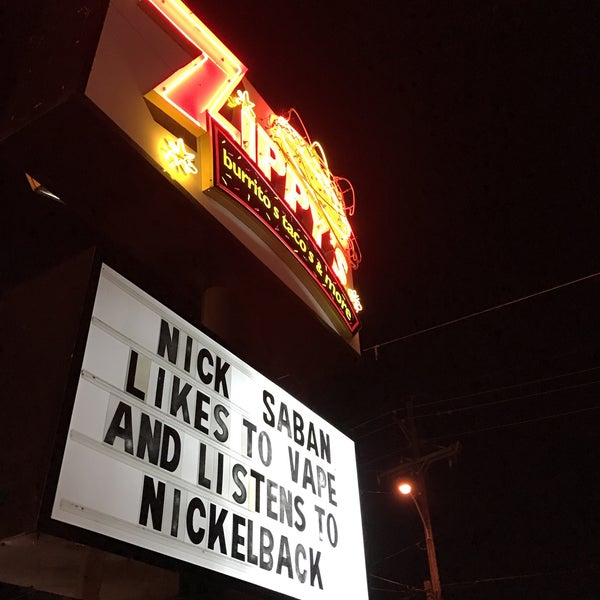 ZIPPY'S
burritos tacos & more
NICK SABAN
LIKES TO VAPE
AND LISTENS TO
NICKELBACK